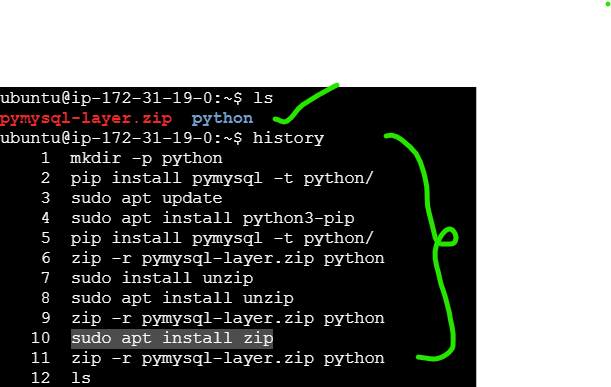 ubuntu@ip-172-31-19-0:~$ ls
pymysql-layer.zip  python
ubuntu@ip-172-31-19-0:~$ history
1  mkdir -p python
2  pip install pymysql -t python/
3  sudo apt update
4  sudo apt install python3-pip
5  pip install pymysql -t python/
6  zip -r pymysql-layer.zip python
7  sudo install unzip
8  sudo apt install unzip
9  zip -r pymysql-layer.zip python
10  sudo apt install zip
11  zip -r pymysql-layer.zip python
12  ls